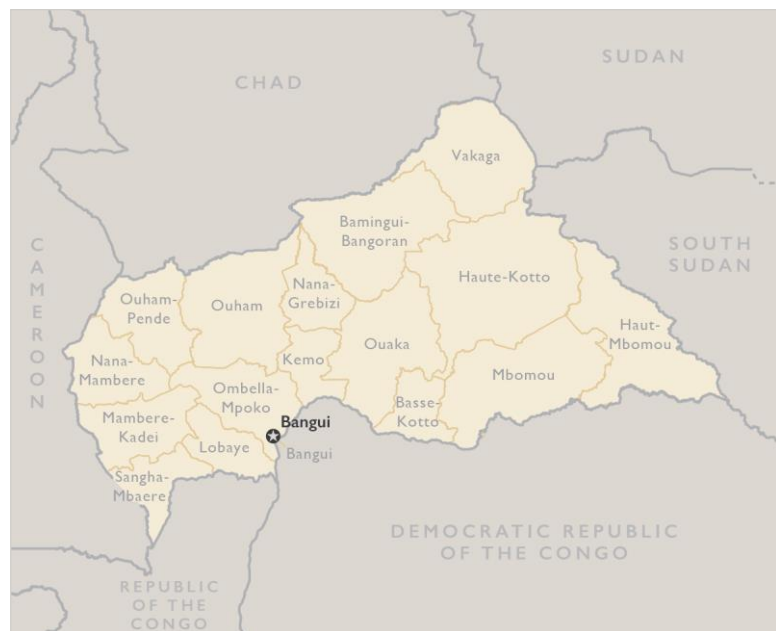 SUDAN
CHAD
Vakaga
Bamingui-
Bangoran
SOUTH
SUDAN
CAMEROON
Haute-Kotto
Nana-
Grebizi
Ouham-
Pende
Ouham
Haut-
Mbomou
Ouaka
Kemo
Nana-
Mambere
Mbomou
Ombella-
Mpoko
Basse-
Kotto
Mambere-
Kadei
Bangui
Lobaye
Bangui
Sangha-
Mbaere
DEMOCRATIC REPUBLIC
OF THE CONGO
REPUBLIC
OF THE
CONGO